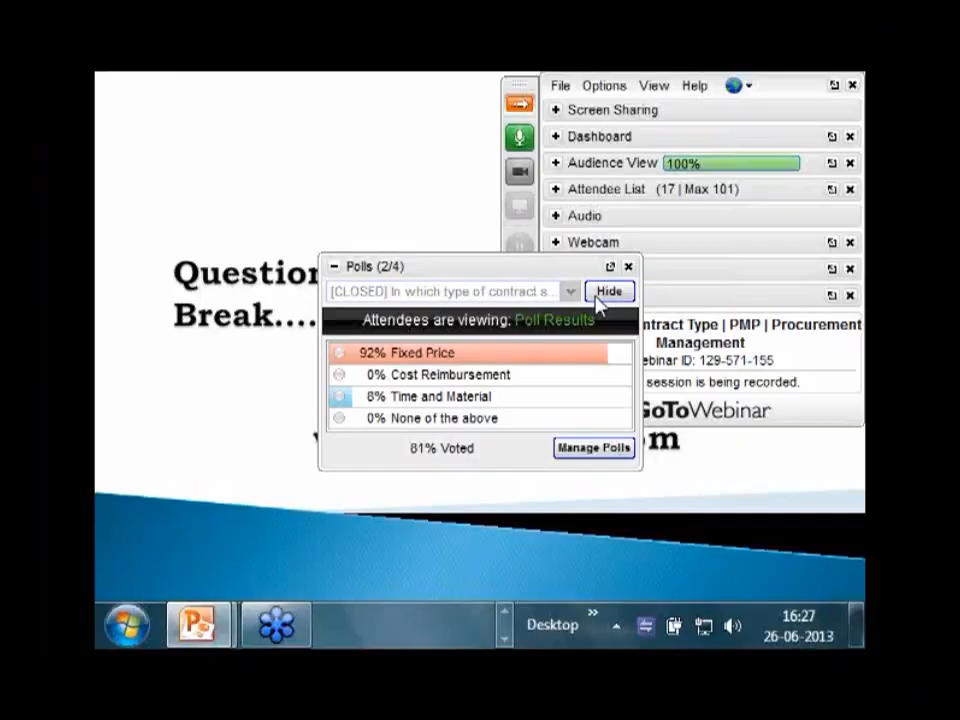 File Options View Help
Screen Sharing
Dashboard
Audience View 100%
Attendee List (17 | Max 101)
Audio
Webcam
Question
Break....
Polls (2/4)
[CLOSED] In which type of contract s...
Hide
Attendees are viewing: Poll Results
92% Fixed Price
0% Cost Reimbursement
8% Time and Material
0% None of the above
81% Voted
Manage Polls
ntract Type | PMP | Procurement
Management
ebinar ID: 129-571-155
session is being recorded.
GoToWebinar
om
Desktop
16:27
26-06-2013